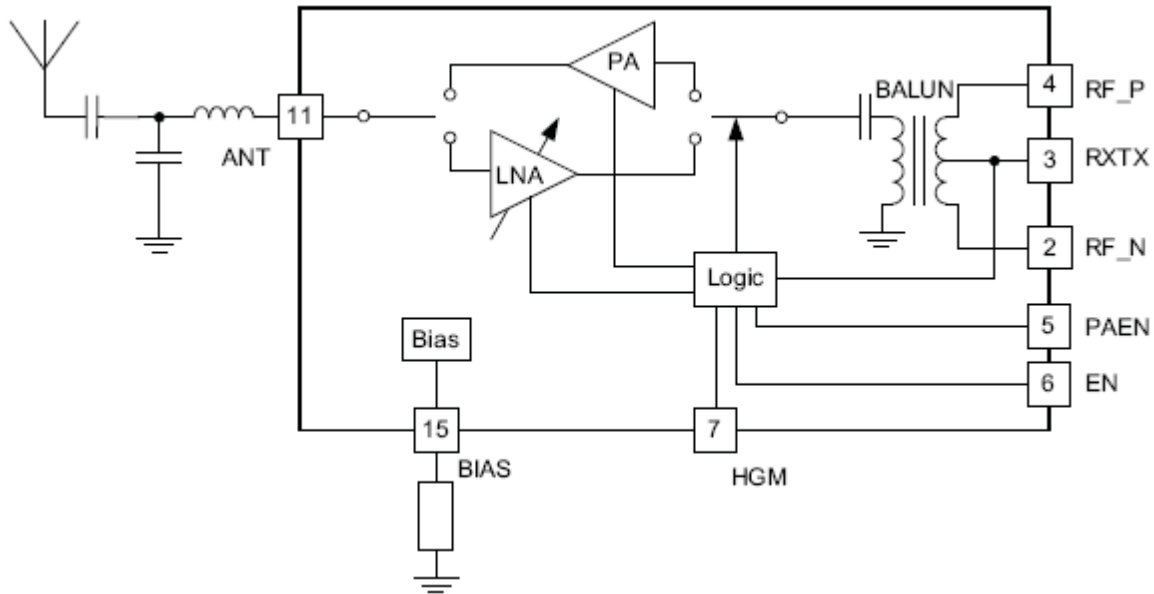 PA
BALUN
4
RF_P
11
ANT
3
RXTX
LNA
2
RF_N
Logic
5
PAEN
Bias
6
EN
15
BIAS
7
HGM